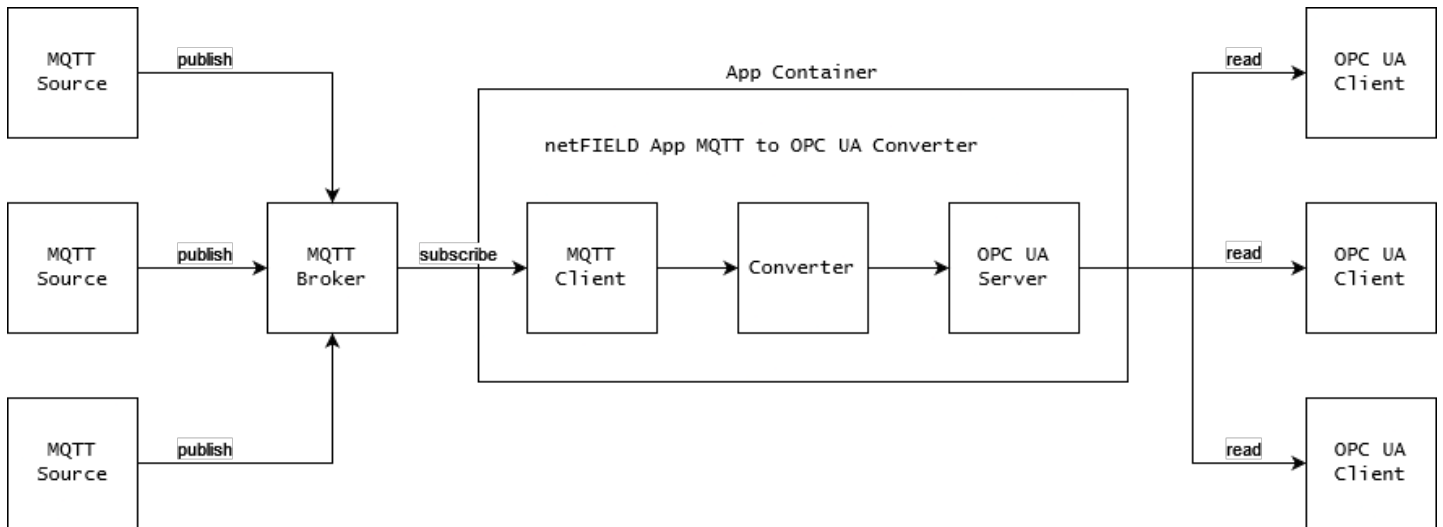 MQTT
Source
publish
App Container
read
OPC UA
Client
netFIELD App MQTT to OPC UA Converter
MQTT
Source
publish
MQTT
Broker
subscribe
MQTT
Client
Converter
OPC UA
Server
read
OPC UA
Client
MQTT
Source
publish
read
OPC UA
Client